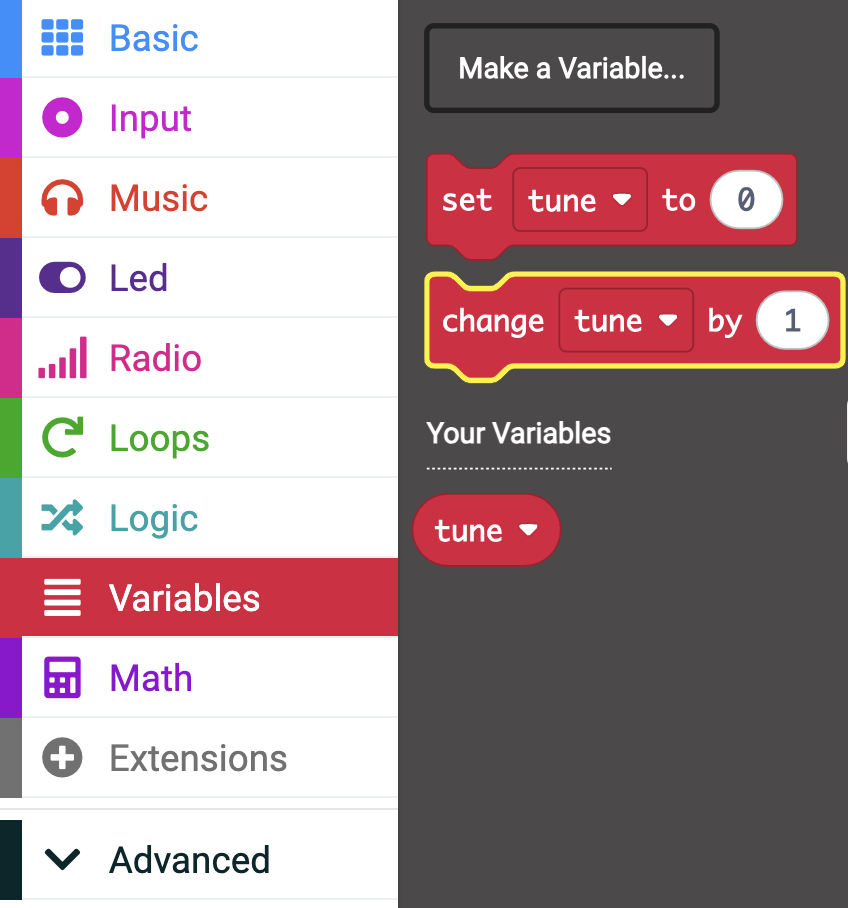 Basic
Input
Music
Led
Radio
Loops
Logic
Variables
Math
Extensions
Advanced
Make a Variable...
set tune to 0
change tune by 1
Your Variables
tune